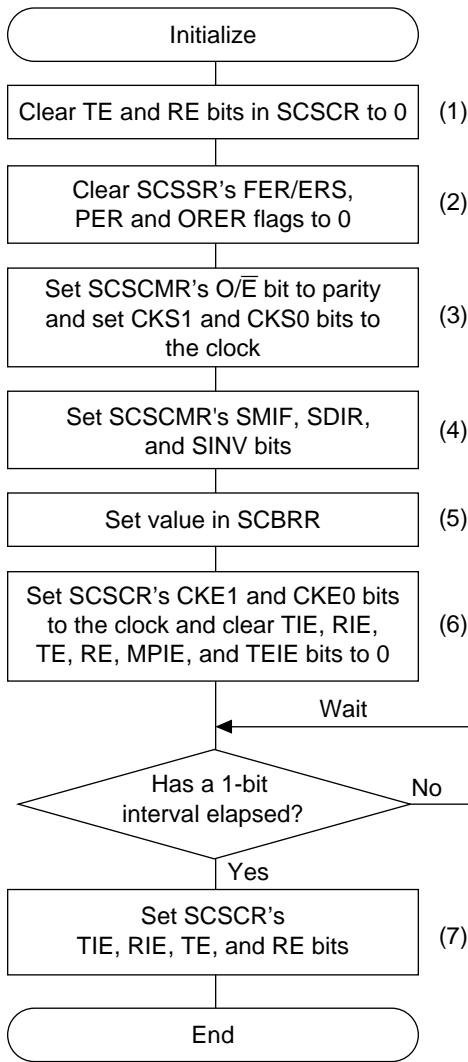 Initialize
Clear TE and RE bits in SCSCR to 0
(1)
Clear SCSSR's FER/ERS,
PER and ORER flags to 0
(2)
Set SCSCMR's O/E̅ bit to parity
and set CKS1 and CKS0 bits to
the clock
(3)
Set SCSCMR's SMIF, SDIR,
and SINV bits
(4)
Set value in SCBRR
(5)
Set SCSCR's CKE1 and CKE0 bits
to the clock and clear TIE, RIE,
TE, RE, MPIE, and TEIE bits to 0
(6)
Wait
Has a 1-bit
interval elapsed?
No
Yes
Set SCSCR's
TIE, RIE, TE, and RE bits
(7)
End